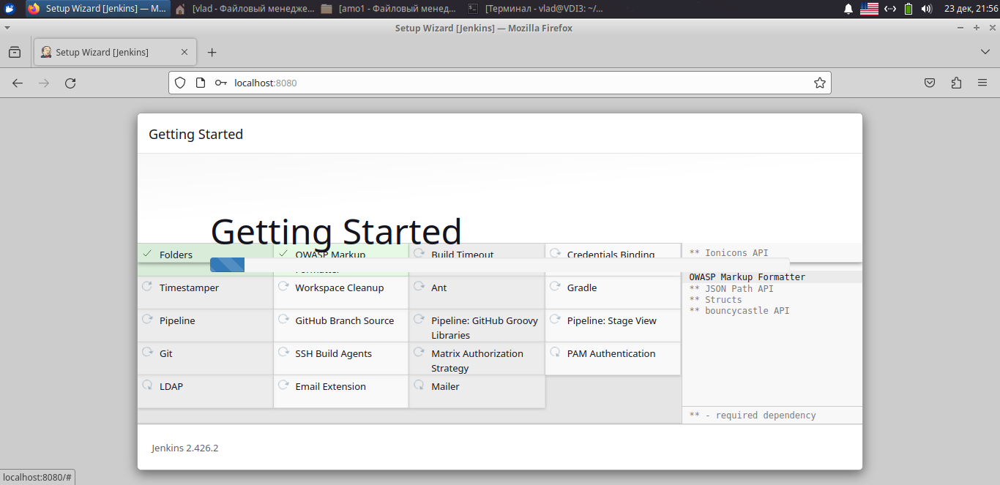 Setup Wizard [Jenkins] — M...
[vlad - Файловый менедже...
[amo1 - Файловый менед...
[Терминал - vlad@VDI3: ~/...
23 дек, 21:56
Setup Wizard [Jenkins] — Mozilla Firefox
Setup Wizard [Jenkins]
localhost:8080
Getting Started
Getting Started
Folders
OWASP Markup
Formatter
Build Timeout
Credentials Binding
** Ionicons API
Timestamper
Workspace Cleanup
Ant
Gradle
OWASP Markup Formatter
** JSON Path API
** Structs
** bouncycastle API
Pipeline
GitHub Branch Source
Pipeline: GitHub Groovy
Libraries
Pipeline: Stage View
Git
SSH Build Agents
Matrix Authorization
Strategy
PAM Authentication
LDAP
Email Extension
Mailer
** - required dependency
Jenkins 2.426.2
localhost:8080/#